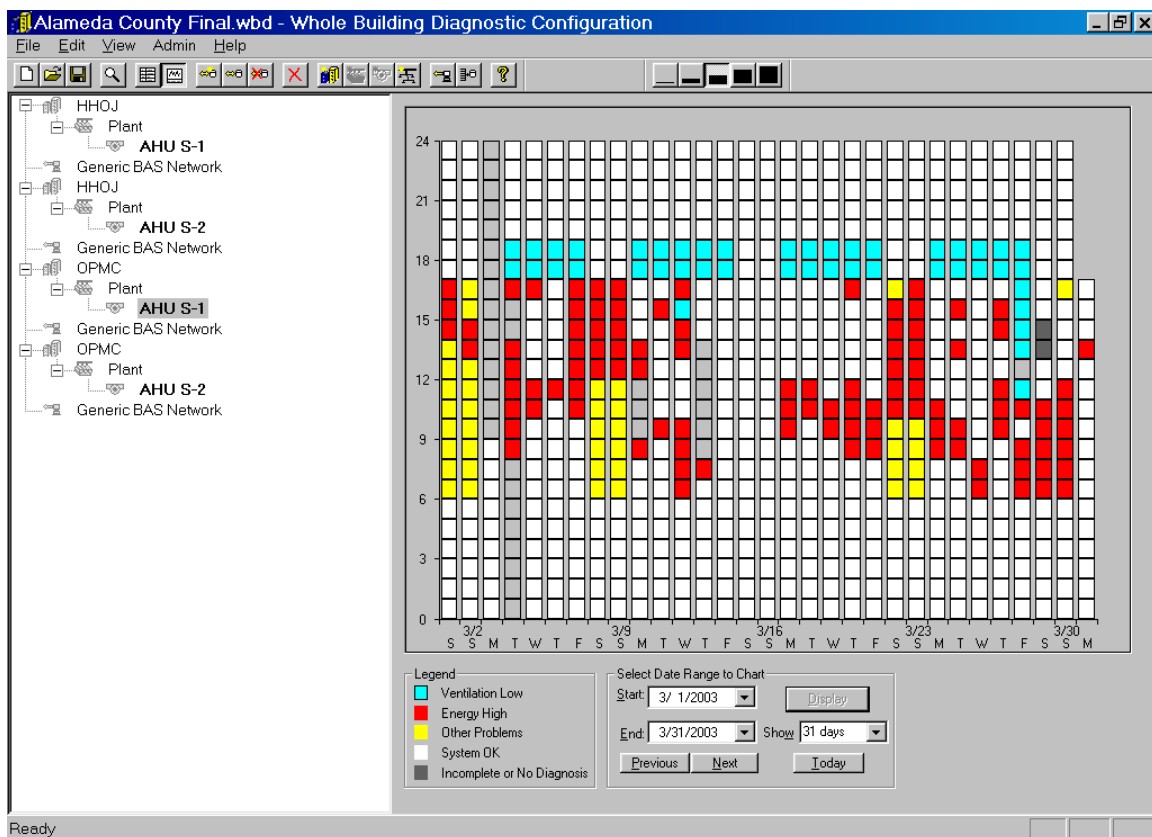 Alameda County Final.wbd - Whole Building Diagnostic Configuration
File Edit View Admin Help
HHOJ
Plant
AHU S-1
Generic BAS Network
HHOJ
Plant
AHU S-2
Generic BAS Network
OPMC
Plant
AHU S-1
Generic BAS Network
OPMC
Plant
AHU S-2
Generic BAS Network
24
21
18
15
12
9
6
3
0
3/2 3/9 3/16 3/23 3/30
S S M T W T F S S M T W T F S S M T W T F S S M T W T F S S M
Legend
Ventilation Low
Energy High
Other Problems
System OK
Incomplete or No Diagnosis
Select Date Range to Chart
Start: 3/ 1/2003 Display
End: 3/31/2003 Show 31 days
Previous Next Today
Ready